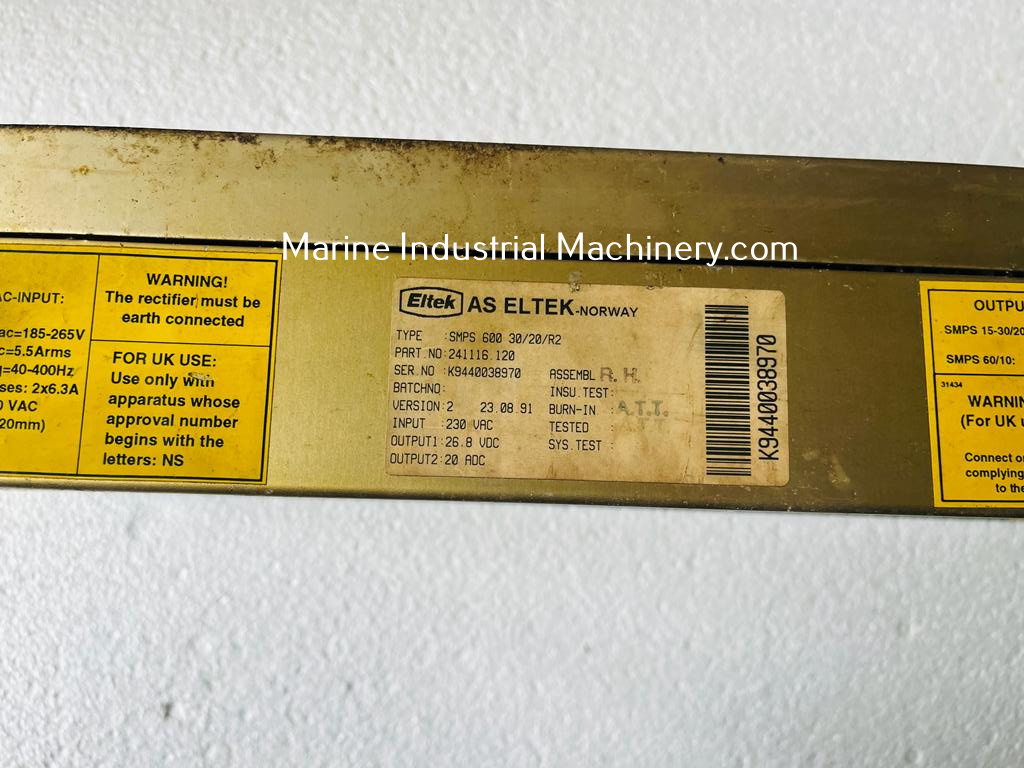 Marine Industrial Machinery.com
AC-INPUT:
ac=185-265V
c=5.5Arms
=40-400Hz
ses: 2x6.3A
0 VAC
20mm)
WARNING!
The rectifier must be
earth connected
FOR UK USE:
Use only with
apparatus whose
approval number
begins with the
letters: NS
Eltek AS ELTEK-NORWAY
TYPE :SMPS 600 30/20/R2
PART.NO:241116.120
SER.NO :K9440038970
BATCHNO:
VERSION:2 23.08.91
INPUT :230 VAC
OUTPUT1:26.8 VDC
OUTPUT2:20 ADC
ASSEMBL R. H.
INSU.TEST:
BURN-IN : A.T.T.
TESTED :
SYS.TEST :
K9440038970
OUTPU
SMPS 15-30/20
SMPS 60/10:
31434
WARNIN
(For UK u
Connect on
complying
to the